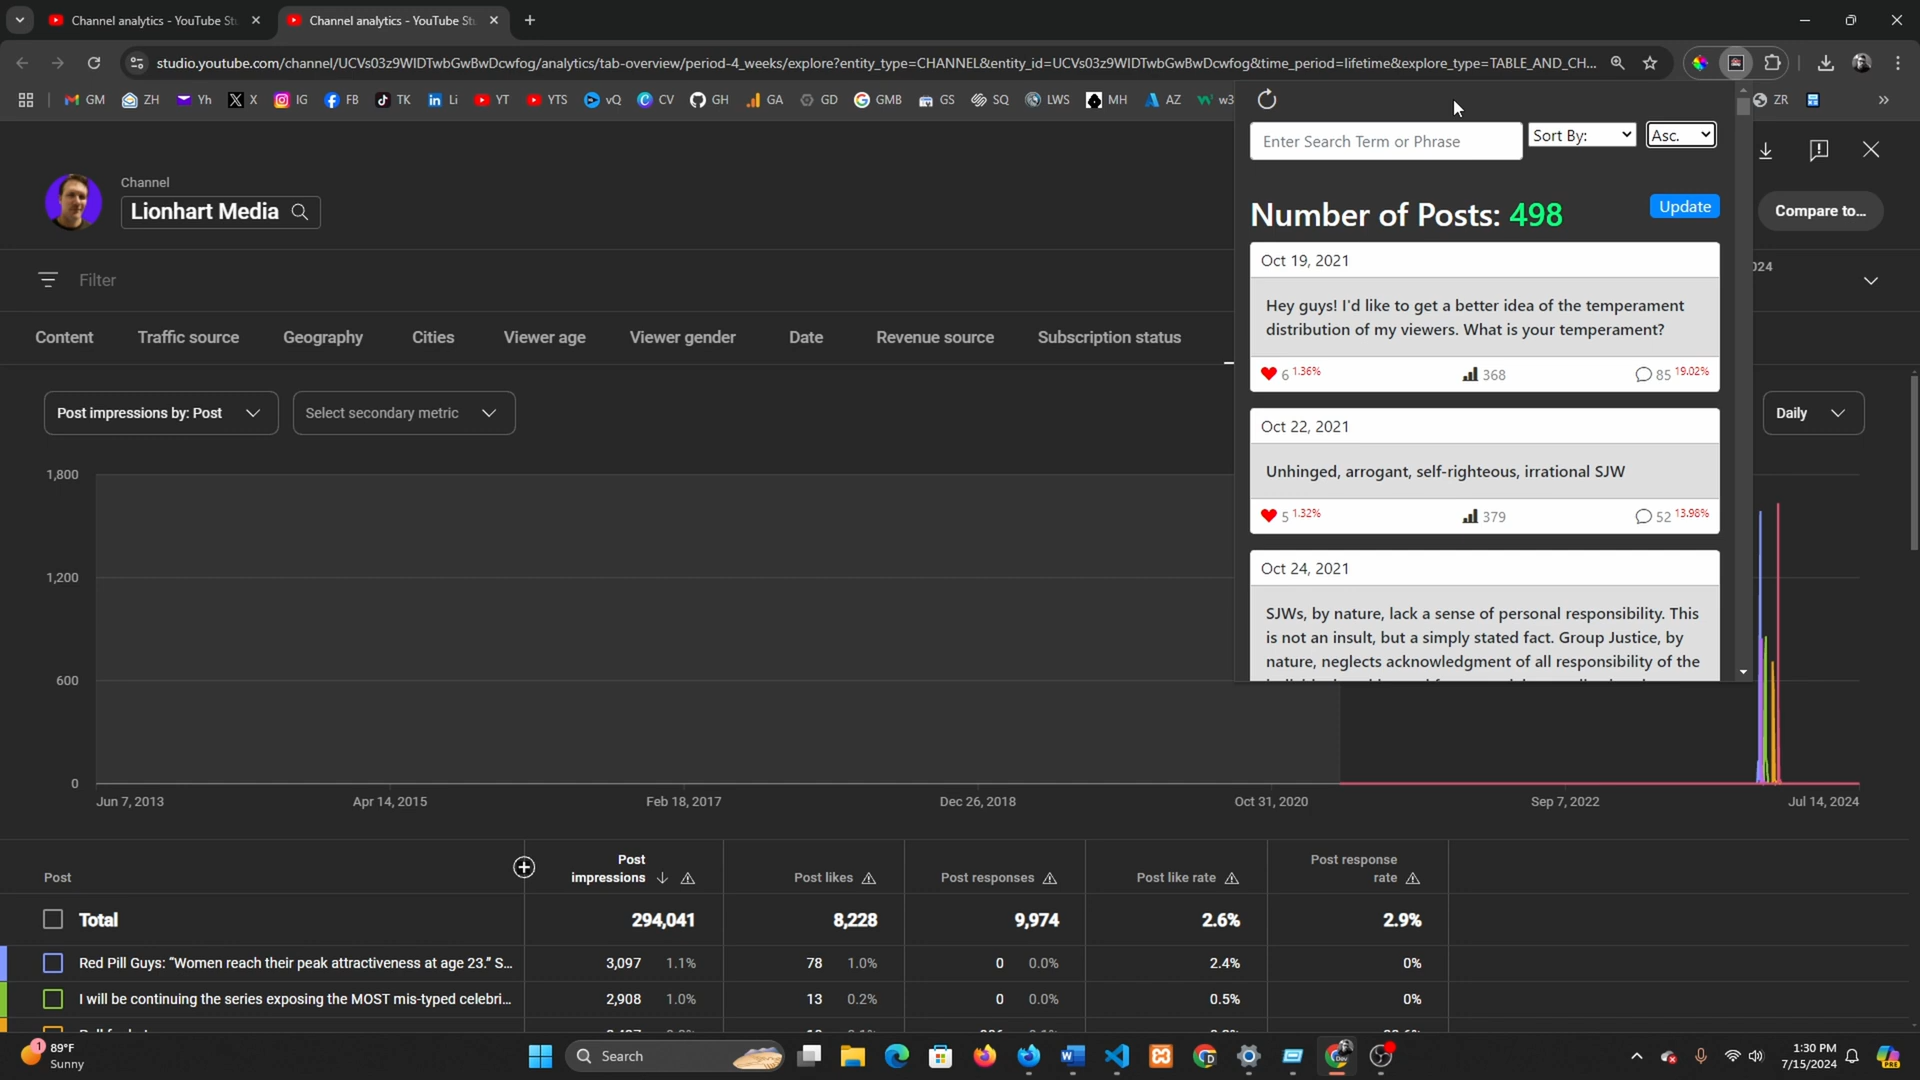 Channel analytics - YouTube St
Channel analytics - YouTube St
studio.youtube.com/channel/UCVs03z9WIDTwbGwBwDcwfog/analytics/tab-overview/period-4_weeks/explore?entity_type=CHANNEL&entity_id=UCVs03z9WIDTwbGwBwDcwfog&time_period=lifetime&explore_type=TABLE_AND_CH...
GM ZH Yh X IG FB TK Li YT YTS vQ CV GH GA GD GMB GS SQ LWS MH AZ w3 ZR
Enter Search Term or Phrase
Sort By:
Asc.
Channel
Lionhart Media
Number of Posts: 498
Update
Compare to...
Oct 19, 2021
Hey guys! I'd like to get a better idea of the temperament
distribution of my viewers. What is your temperament?
6 1.36% 368 85 19.02%
Oct 22, 2021
Unhinged, arrogant, self-righteous, irrational SJW
5 1.32% 379 52 13.98%
Oct 24, 2021
SJWs, by nature, lack a sense of personal responsibility. This
is not an insult, but a simply stated fact. Group Justice, by
nature, neglects acknowledgment of all responsibility of the
Filter
024
Content Traffic source Geography Cities Viewer age Viewer gender Date Revenue source Subscription status
Post impressions by: Post
Select secondary metric
Daily
1,800
1,200
600
0
Jun 7, 2013 Apr 14, 2015 Feb 18, 2017 Dec 26, 2018 Oct 31, 2020 Sep 7, 2022 Jul 14, 2024
Post
Post
impressions
Post likes
Post responses
Post like rate
Post response
rate
Total 294,041 8,228 9,974 2.6% 2.9%
Red Pill Guys: “Women reach their peak attractiveness at age 23.” S... 3,097 1.1% 78 1.0% 0 0.0% 2.4% 0%
I will be continuing the series exposing the MOST mis-typed celebri... 2,908 1.0% 13 0.2% 0 0.0% 0.5% 0%
1
89°F
Sunny
Search
1:30 PM
7/15/2024